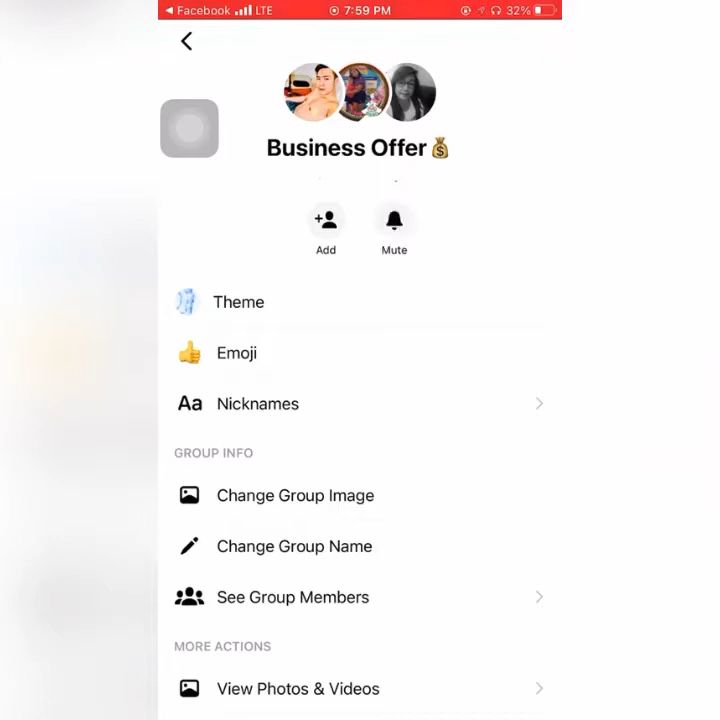 ◀ Facebook LTE 7:59 PM 32%
Business Offer💰
Add Mute
Theme
Emoji
Aa Nicknames
GROUP INFO
Change Group Image
Change Group Name
See Group Members
MORE ACTIONS
View Photos & Videos